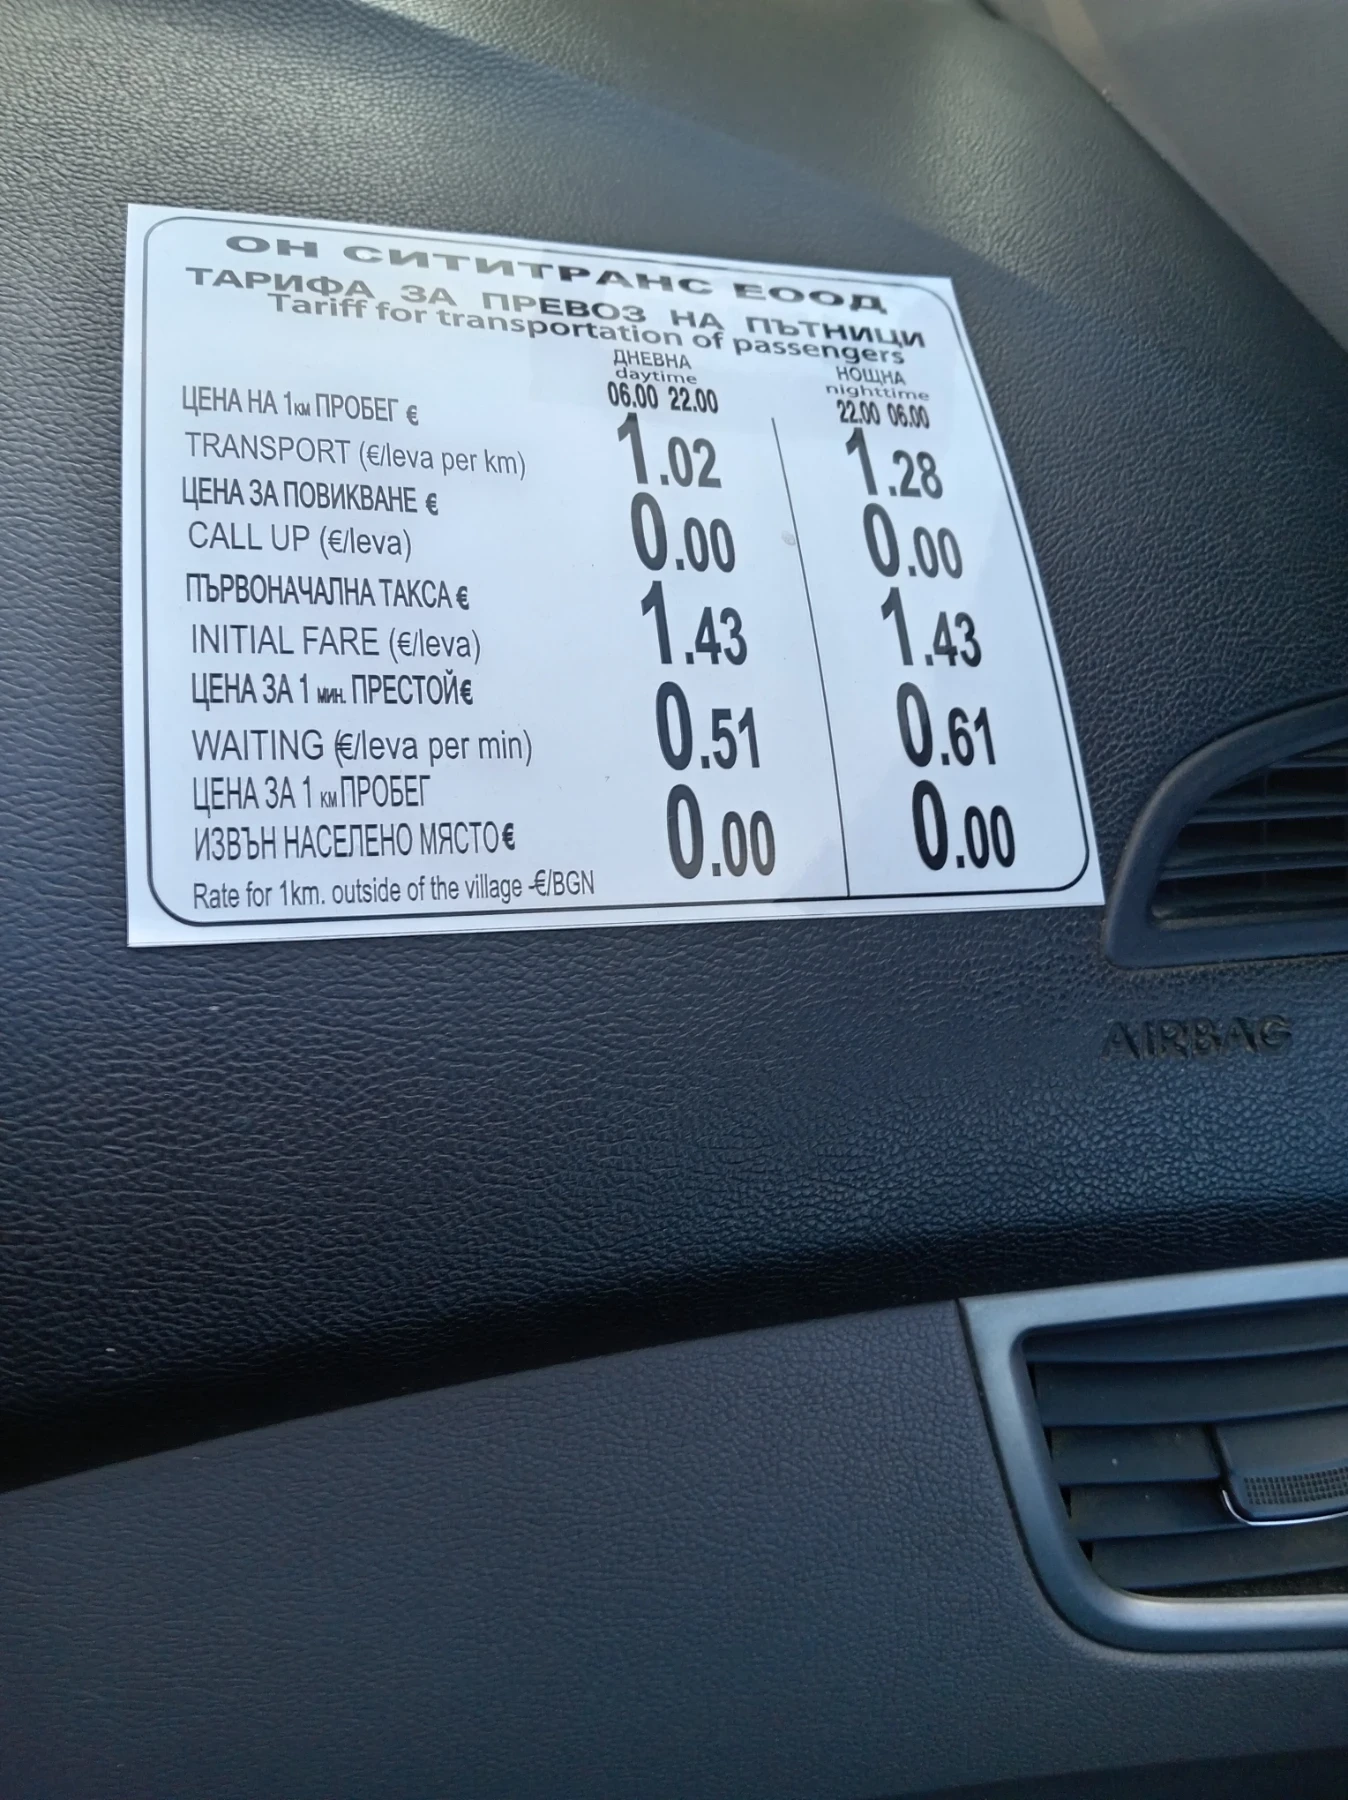 ОН СИТИТРАНС ЕООД
ТАРИФА ЗА ПРЕВОЗ НА ПЪТНИЦИ
Tariff for transportation of passengers
ДНЕВНА НОЩНА
daytime nighttime
06.00 22.00 22.00 06.00
ЦЕНА НА 1км ПРОБЕГ €
TRANSPORT (€/leva per km) 1.02 1.28
ЦЕНА ЗА ПОВИКВАНЕ €
CALL UP (€/leva) 0.00 0.00
ПЪРВОНАЧАЛНА ТАКСА €
INITIAL FARE (€/leva) 1.43 1.43
ЦЕНА ЗА 1 мин. ПРЕСТОЙ €
WAITING (€/leva per min) 0.51 0.61
ЦЕНА ЗА 1 км ПРОБЕГ
ИЗВЪН НАСЕЛЕНО МЯСТО € 0.00 0.00
Rate for 1km. outside of the village -€/BGN
AIRBAG